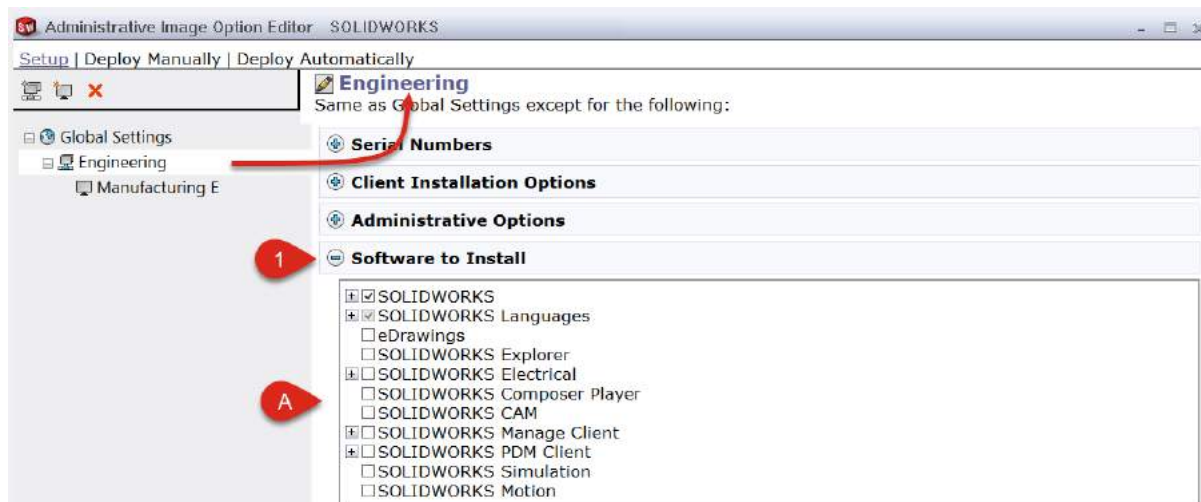 Administrative Image Option Editor SOLIDWORKS
Setup | Deploy Manually | Deploy Automatically
Engineering
Same as Global Settings except for the following:
Global Settings
Engineering
Manufacturing E
Serial Numbers
Client Installation Options
Administrative Options
1
Software to Install
SOLIDWORKS
SOLIDWORKS Languages
eDrawings
SOLIDWORKS Explorer
SOLIDWORKS Electrical
A
SOLIDWORKS Composer Player
SOLIDWORKS CAM
SOLIDWORKS Manage Client
SOLIDWORKS PDM Client
SOLIDWORKS Simulation
SOLIDWORKS Motion